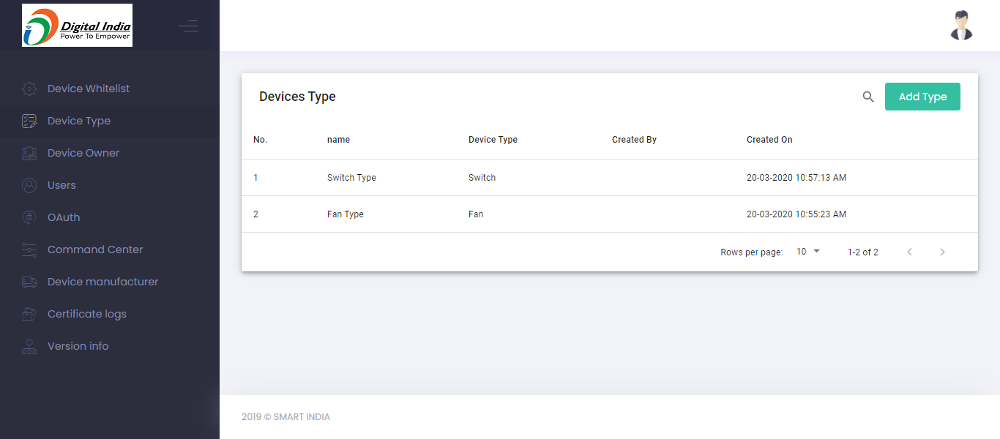 Digital India
Power To Empower
Device Whitelist
Device Type
Device Owner
Users
OAuth
Command Center
Device manufacturer
Certificate logs
Version info
Devices Type
Add Type
No. name Device Type Created By Created On
1 Switch Type Switch 20-03-2020 10:57:13 AM
2 Fan Type Fan 20-03-2020 10:55:23 AM
Rows per page: 10 1-2 of 2
2019 © SMART INDIA